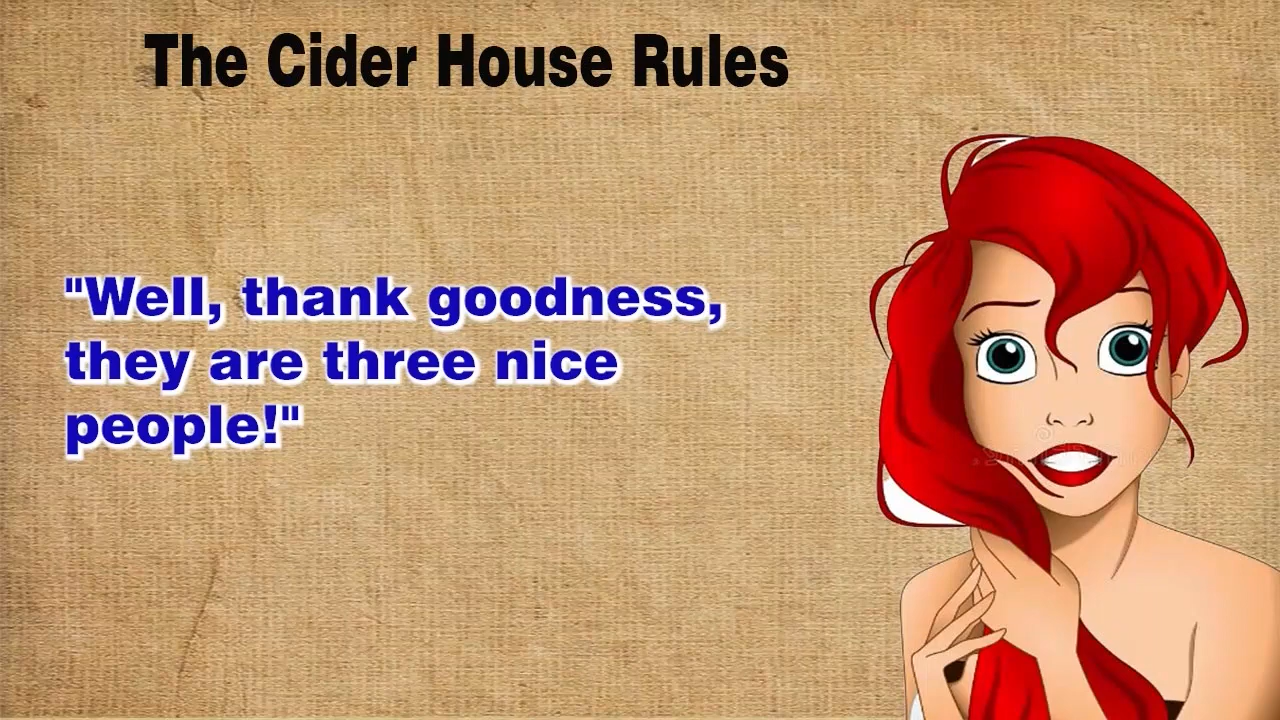 The Cider House Rules
"Well, thank goodness,
they are three nice
people!"